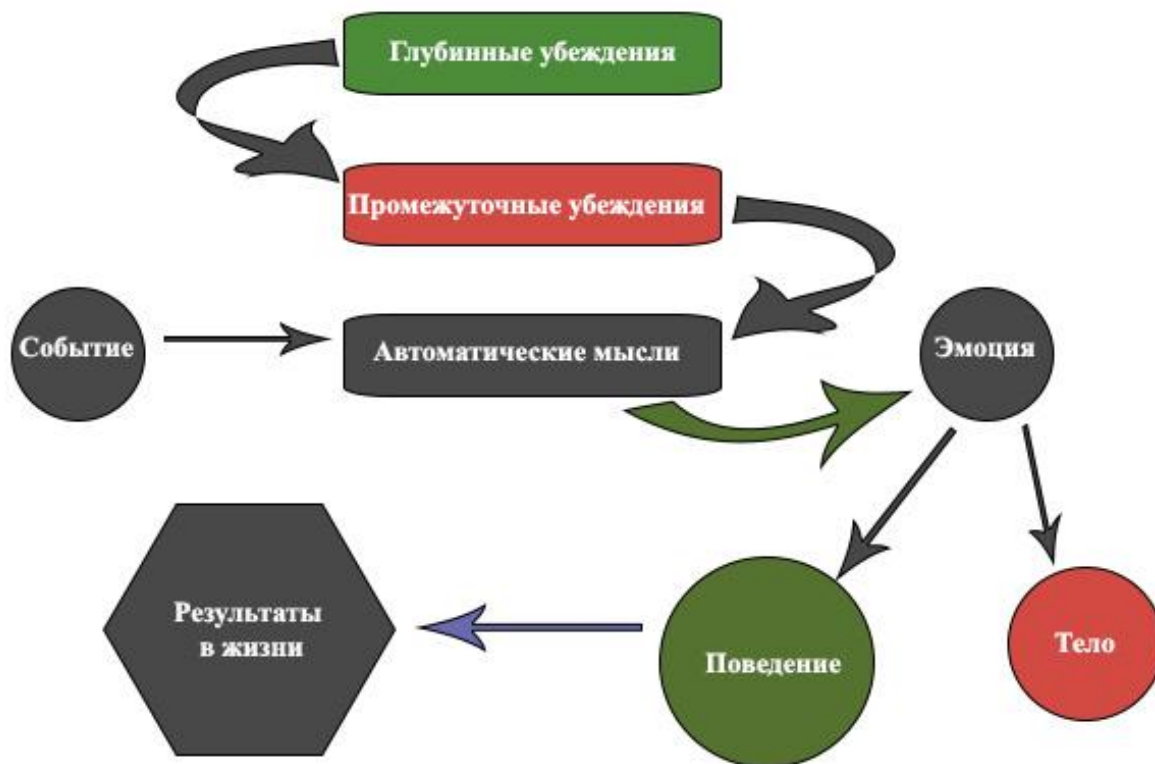 Глубинные убеждения
Промежуточные убеждения
Событие
Автоматические мысли
Эмоция
Результаты
в жизни
Поведение
Тело